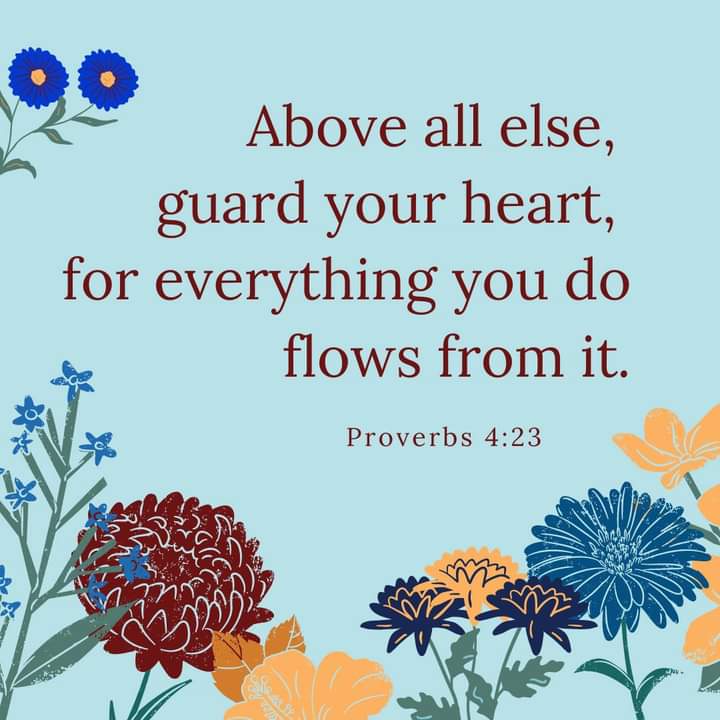 Above all else,
guard your heart,
for everything you do
flows from it.
Proverbs 4:23